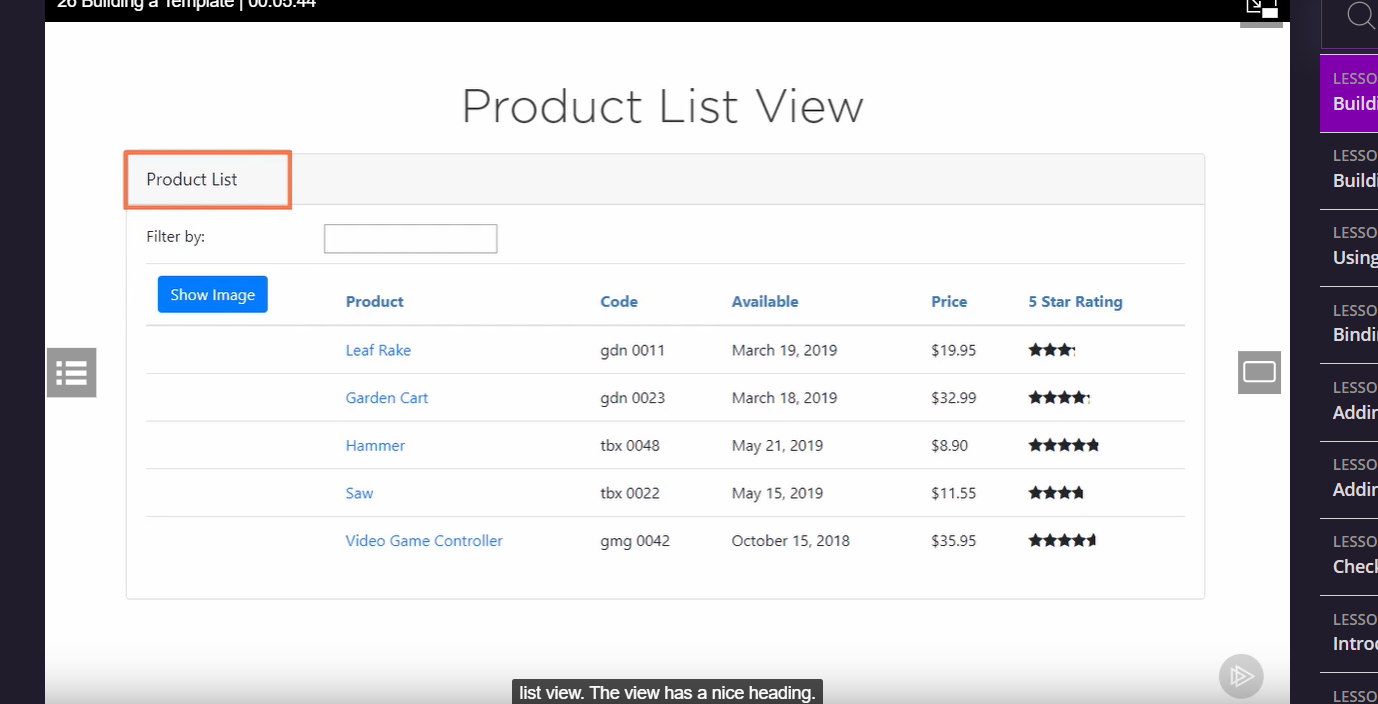 26 Building a Template | 00:05:44
Product List View
Product List
Filter by:
Show Image Product Code Available Price 5 Star Rating
Leaf Rake gdn 0011 March 19, 2019 $19.95
Garden Cart gdn 0023 March 18, 2019 $32.99
Hammer tbx 0048 May 21, 2019 $8.90
Saw tbx 0022 May 15, 2019 $11.55
Video Game Controller gmg 0042 October 15, 2018 $35.95
list view. The view has a nice heading.
LESSO
Buildi
LESSO
Buildi
LESSO
Using
LESSO
Bindi
LESSO
Addin
LESSO
Addin
LESSO
Check
LESSO
Introd
LESSO